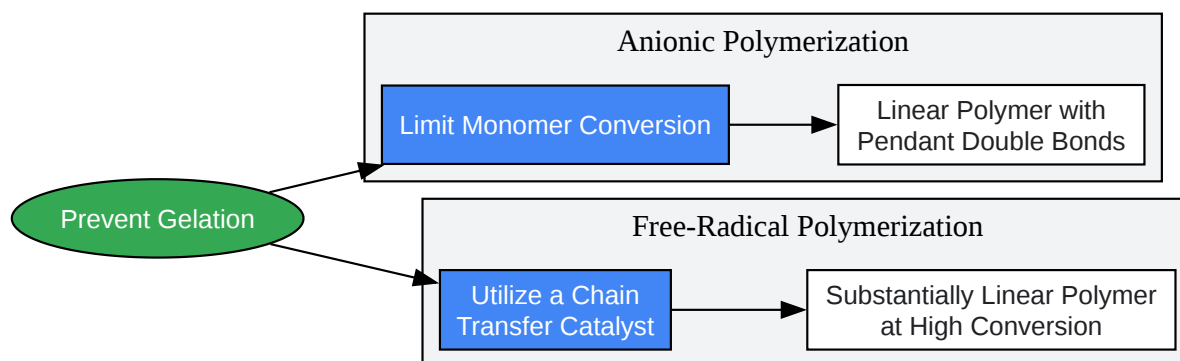 Anionic Polymerization
Limit Monomer Conversion
Linear Polymer with
Pendant Double Bonds
Prevent Gelation
Free-Radical Polymerization
Utilize a Chain
Transfer Catalyst
Substantially Linear Polymer
at High Conversion